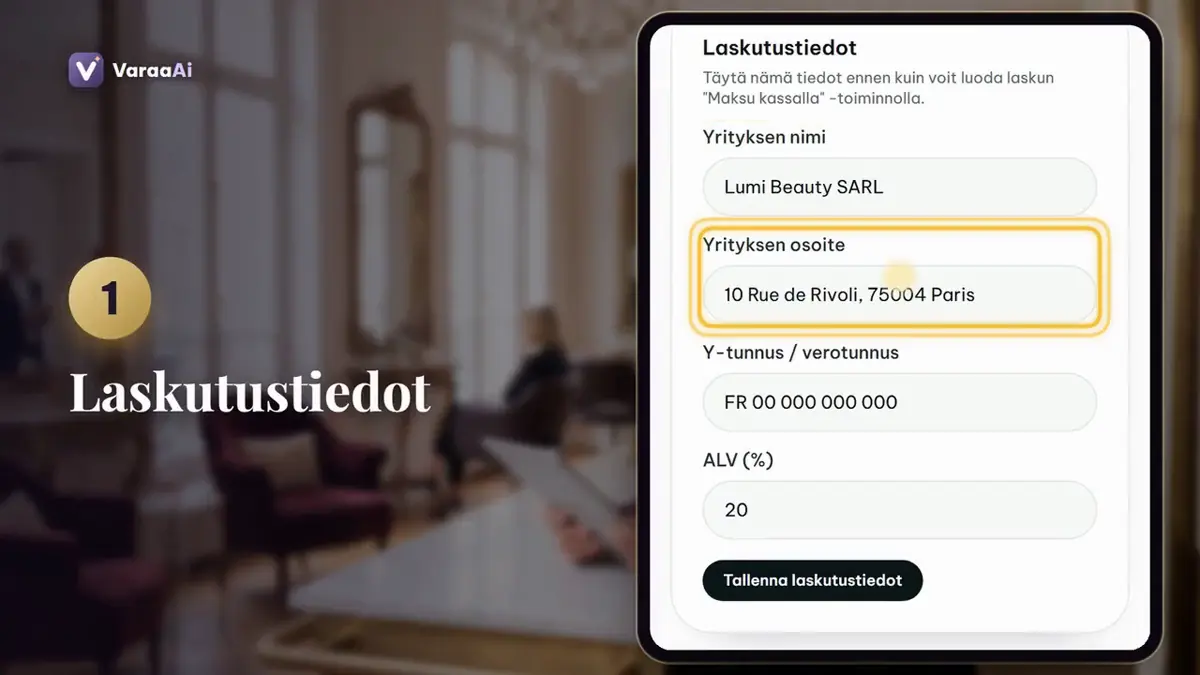 VaraaAi
1
Laskutustiedot
Laskutustiedot
Täytä nämä tiedot ennen kuin voit luoda laskun
"Maksu kassalla" -toiminnolla.
Yrityksen nimi
Lumi Beauty SARL
Yrityksen osoite
10 Rue de Rivoli, 75004 Paris
Y-tunnus / verotunnus
FR 00 000 000 000
ALV (%)
20
Tallenna laskutustiedot